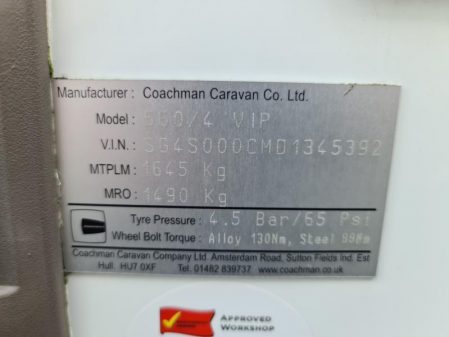 Manufacturer : Coachman Caravan Co. Ltd.
Model : 560/4 VIP
V.I.N. : SG4S000CMD1345392
MTPLM : 1645 Kg
MRO : 1490 Kg
Tyre Pressure : 4.5 Bar/65 Psi
Wheel Bolt Torque : Alloy 130Nm, Steel 88Nm
Coachman Caravan Company Ltd. Amsterdam Road, Sutton Fields Ind. Est
Hull. HU7 0XF Tel. 01482 839737 www.coachman.co.uk
APPROVED
WORKSHOP